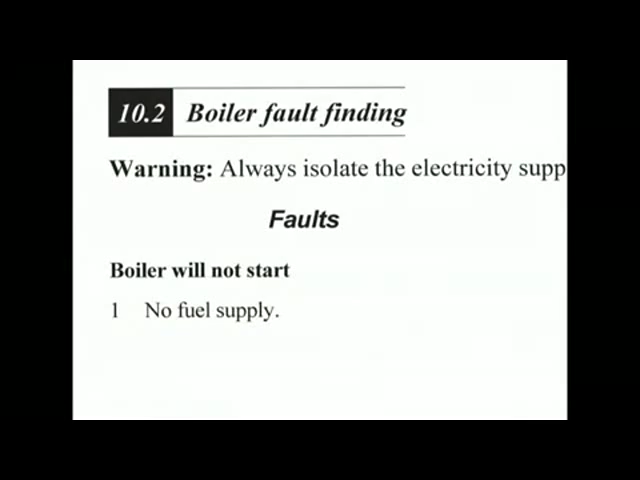 10.2 Boiler fault finding
Warning: Always isolate the electricity supp
Faults
Boiler will not start
1 No fuel supply.